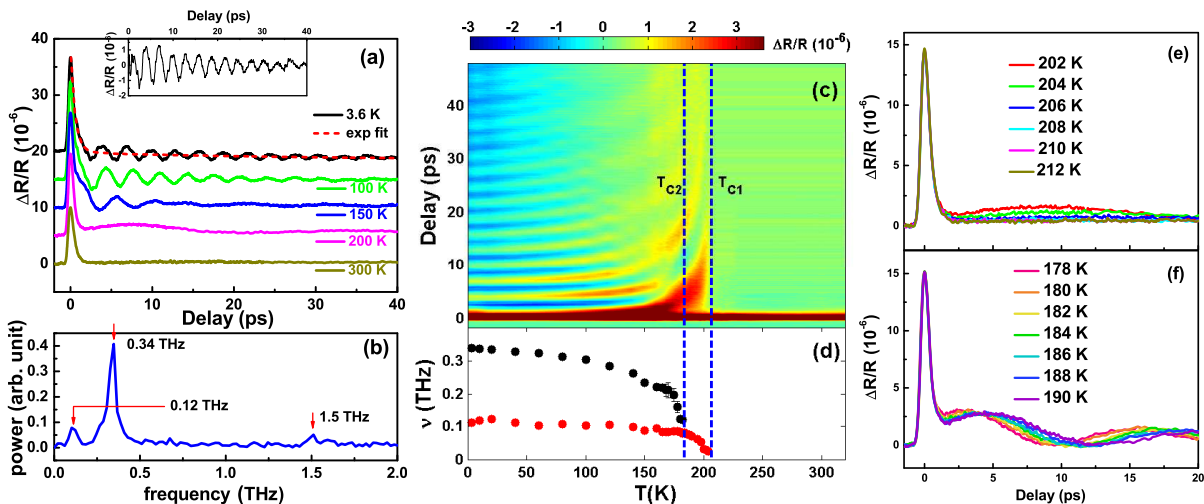 Delay (ps)
0 10 20 30 40
ΔR/R (10⁻⁶)
1
0
-1
-2
(a)
40
30
20
10
0
ΔR/R (10⁻⁶)
3.6 K
exp fit
100 K
150 K
200 K
300 K
0 5 10 15 20 25 30 35 40
Delay (ps)
(b)
0.34 THz
0.12 THz
1.5 THz
0.4
0.3
0.2
0.1
0.0
power (arb. unit)
0.0 0.5 1.0 1.5 2.0
frequency (THz)
-3 -2 -1 0 1 2 3
ΔR/R (10⁻⁶)
(c)
40
30
20
10
0
Delay (ps)
T_C2 T_C1
(d)
0.3
0.2
0.1
0
ν (THz)
0 50 100 150 200 250 300
T(K)
(e)
15
10
5
0
ΔR/R (10⁻⁶)
202 K
204 K
206 K
208 K
210 K
212 K
(f)
15
10
5
0
ΔR/R (10⁻⁶)
178 K
180 K
182 K
184 K
186 K
188 K
190 K
0 5 10 15 20
Delay (ps)